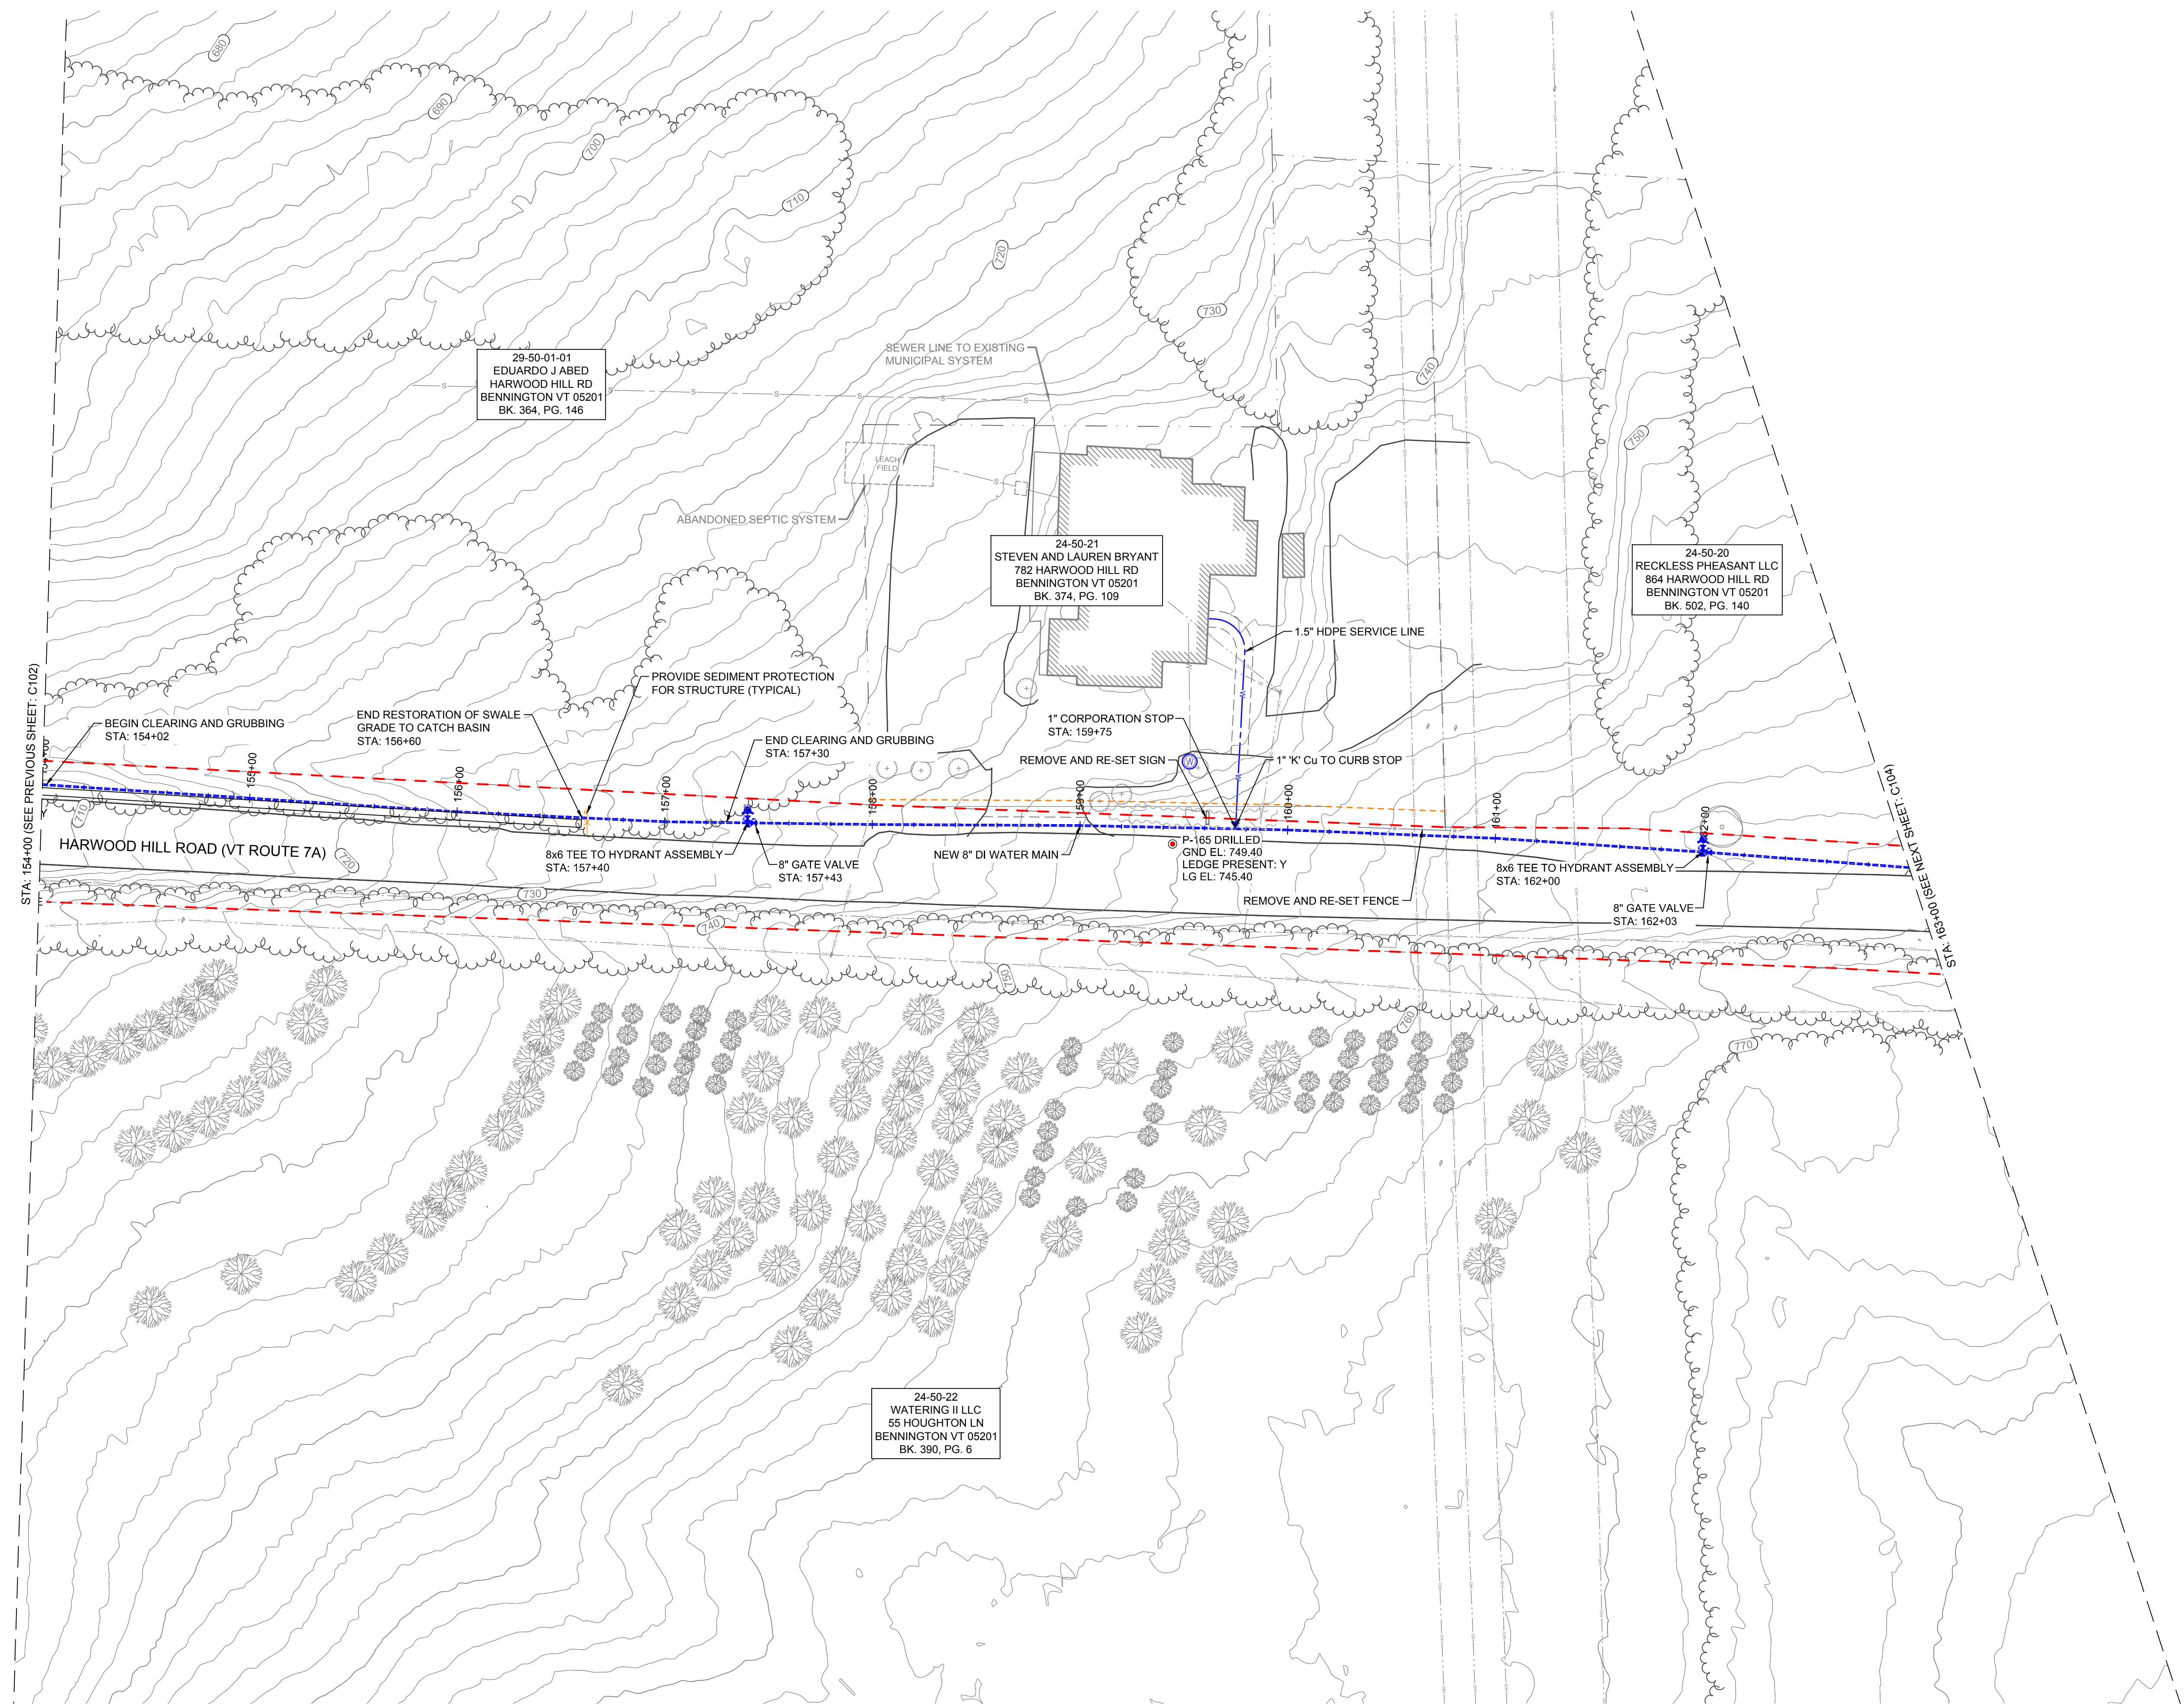 680
690
700
710
720
730
740
750
29-50-01-01
EDUARDO J ABED
HARWOOD HILL RD
BENNINGTON VT 05201
BK. 364, PG. 146
SEWER LINE TO EXISTING
MUNICIPAL SYSTEM
LEACH
FIELD
ABANDONED SEPTIC SYSTEM
24-50-21
STEVEN AND LAUREN BRYANT
782 HARWOOD HILL RD
BENNINGTON VT 05201
BK. 374, PG. 109
24-50-20
RECKLESS PHEASANT LLC
864 HARWOOD HILL RD
BENNINGTON VT 05201
BK. 502, PG. 140
1.5" HDPE SERVICE LINE
STA: 154+00 (SEE PREVIOUS SHEET: C102)
BEGIN CLEARING AND GRUBBING
STA: 154+02
END RESTORATION OF SWALE
GRADE TO CATCH BASIN
STA: 156+60
PROVIDE SEDIMENT PROTECTION
FOR STRUCTURE (TYPICAL)
END CLEARING AND GRUBBING
STA: 157+30
1" CORPORATION STOP
STA: 159+75
REMOVE AND RE-SET SIGN
1" 'K' Cu TO CURB STOP
W
155+00
156+00
157+00
158+00
159+00
160+00
161+00
162+00
710
720
HARWOOD HILL ROAD (VT ROUTE 7A)
8x6 TEE TO HYDRANT ASSEMBLY
STA: 157+40
8" GATE VALVE
STA: 157+43
NEW 8" DI WATER MAIN
P-165 DRILLED
GND EL: 749.40
LEDGE PRESENT: Y
LG EL: 745.40
REMOVE AND RE-SET FENCE
8x6 TEE TO HYDRANT ASSEMBLY
STA: 162+00
8" GATE VALVE
STA: 162+03
STA: 163+00 (SEE NEXT SHEET: C104)
730
740
750
760
770
24-50-22
WATERING II LLC
55 HOUGHTON LN
BENNINGTON VT 05201
BK. 390, PG. 6